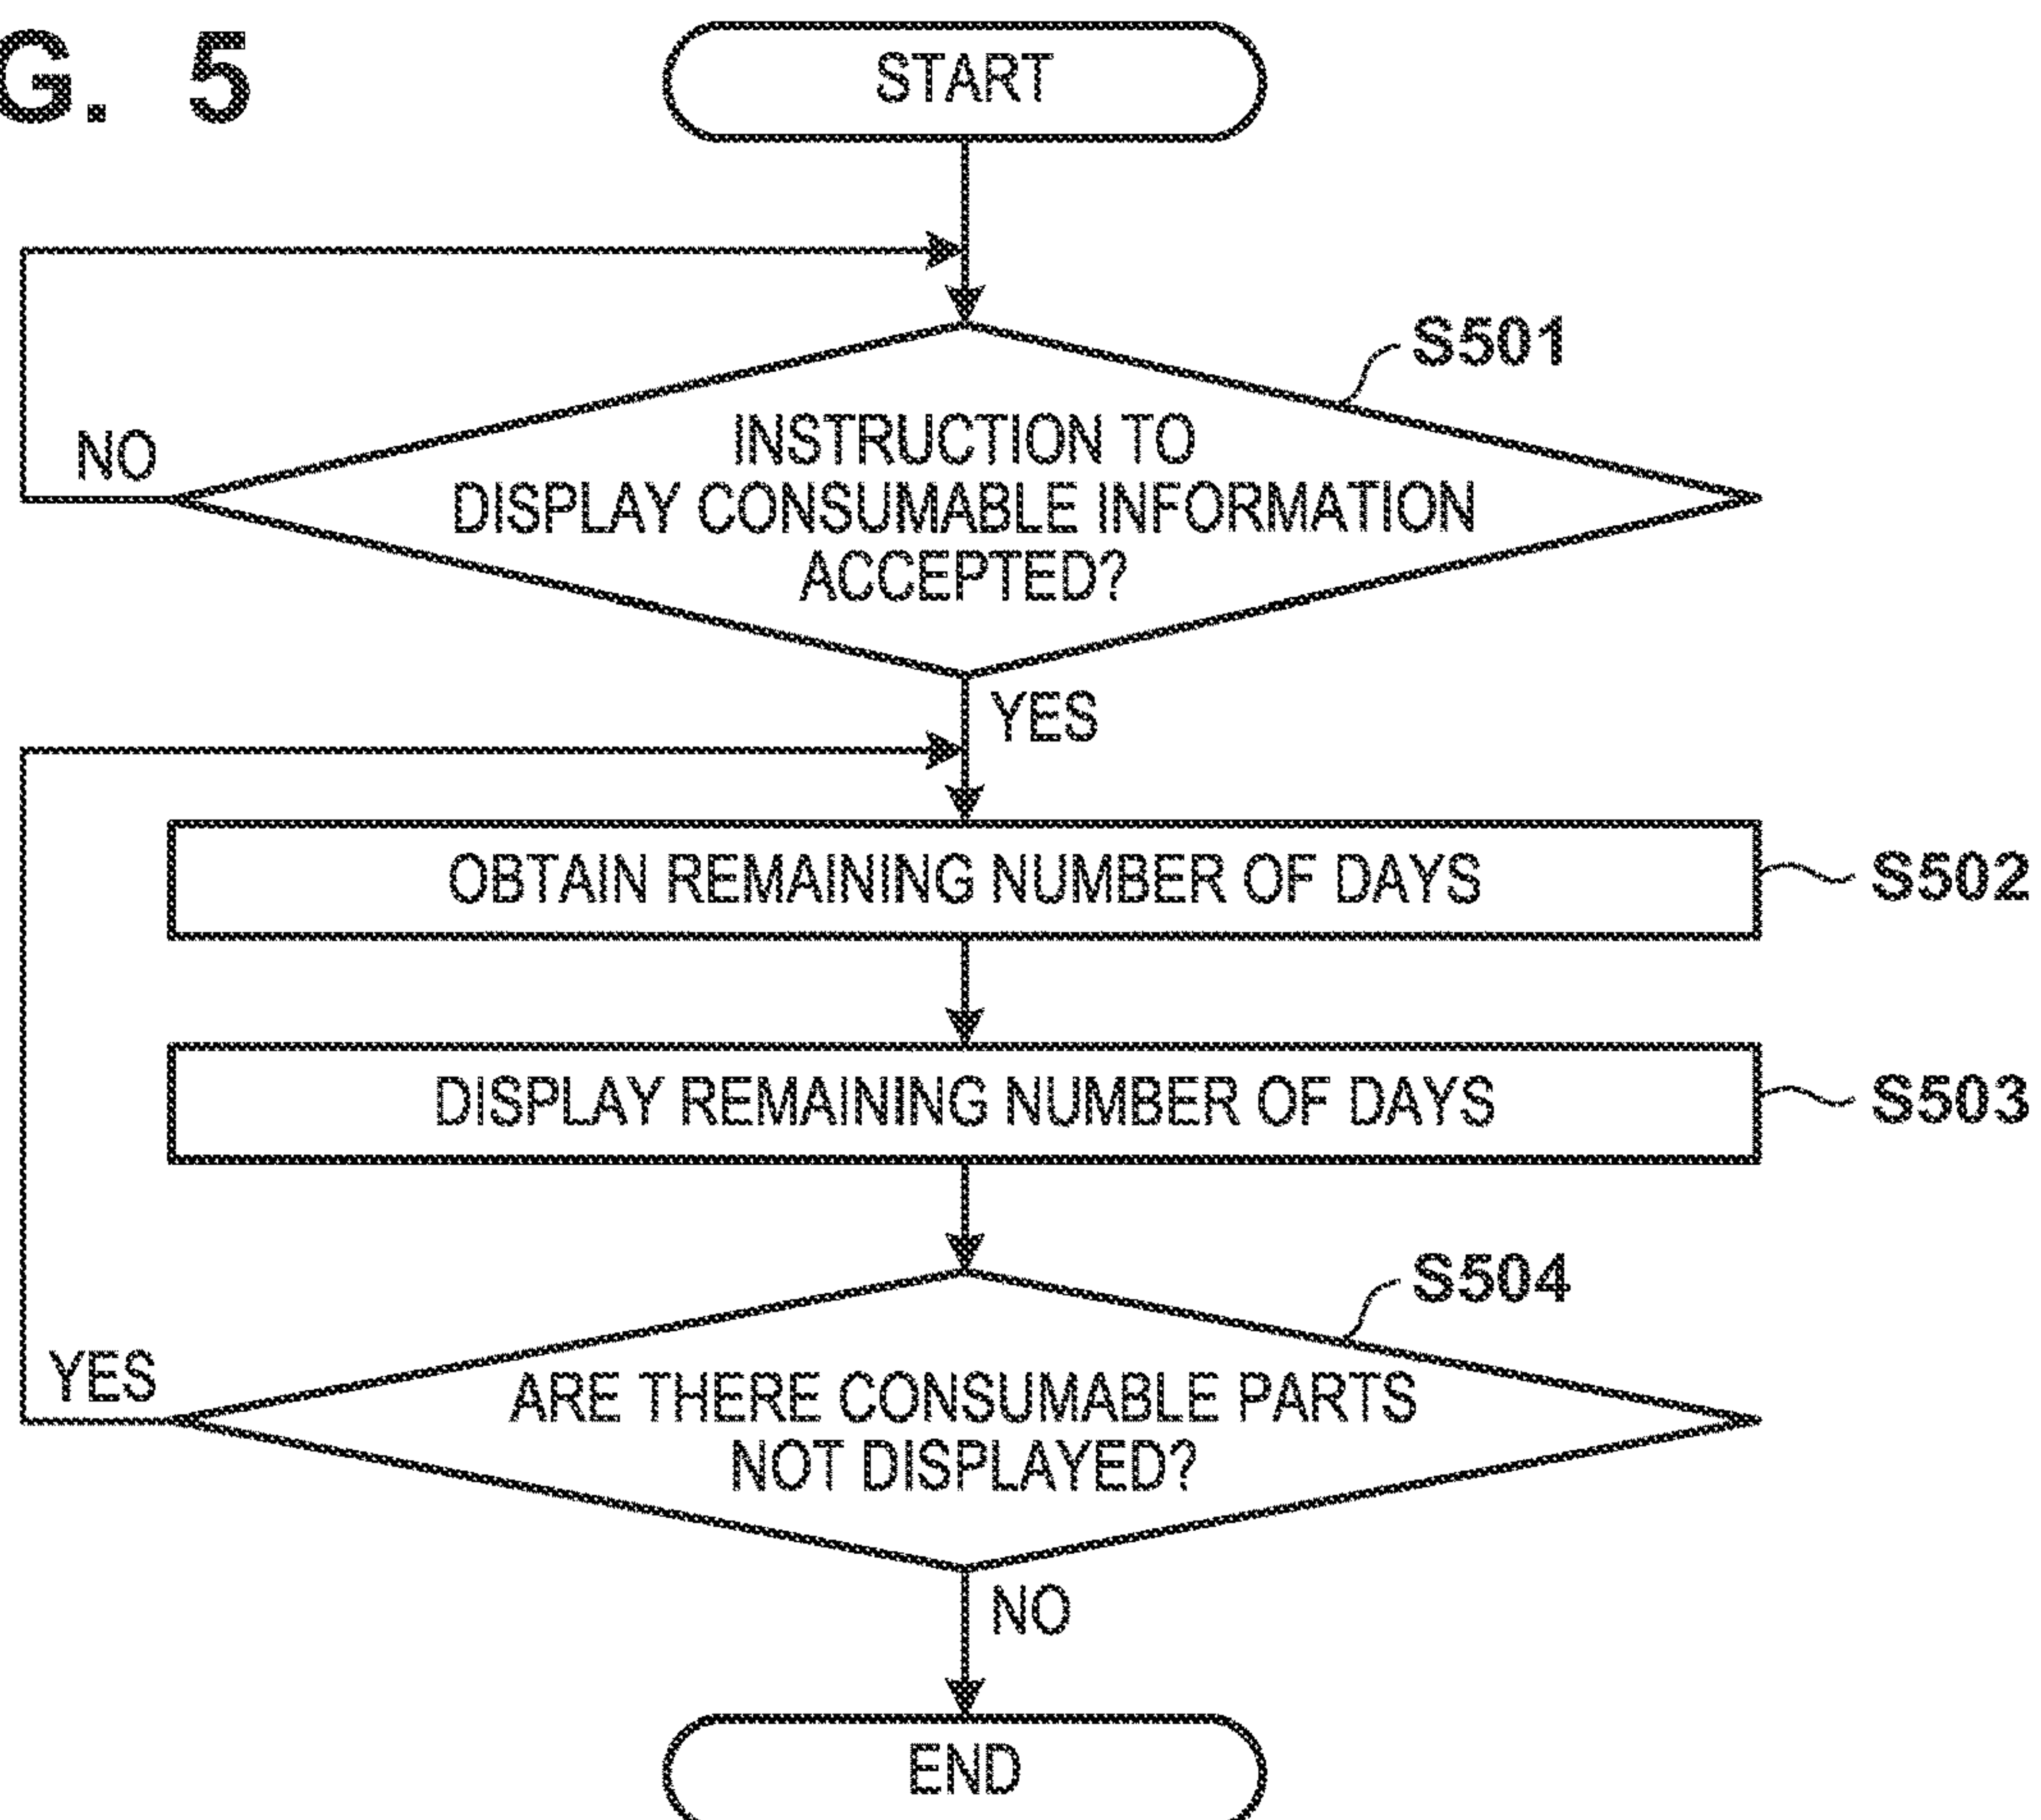 G. 5
START
S501
INSTRUCTION TO
NO
DISPLAY CONSUMABLE INFORMATION
ACCEPTED?
YES
OBTAIN REMAINING NUMBER OF DAYS
S502
DISPLAY REMAINING NUMBER OF DAYS
S503
S504
YES
ARE THERE CONSUMABLE PARTS
NOT DISPLAYED?
NO
END